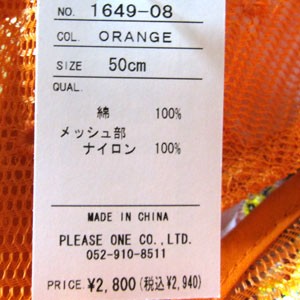 NO. 1649-08
COL. ORANGE
SIZE 50cm
QUAL.
綿 100%
メッシュ部
ナイロン 100%
MADE IN CHINA
PLEASE ONE CO.,LTD.
052-910-8511
PRICE ¥2,800(税込¥2,940)